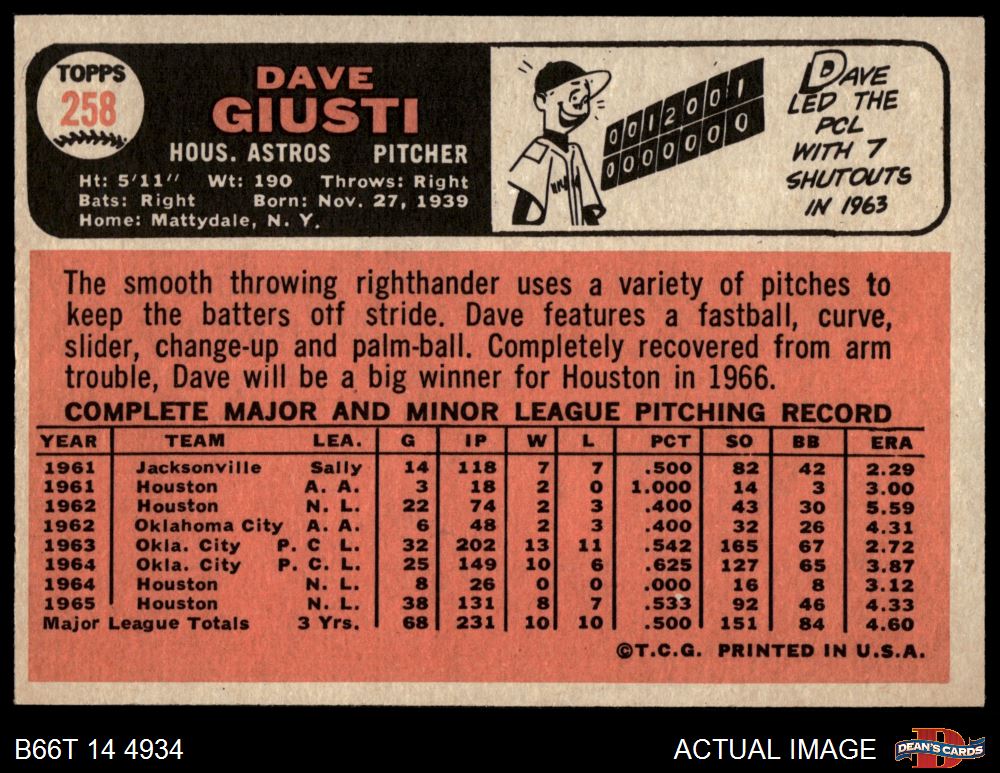 TOPPS
258
DAVE
GIUSTI
HOUS. ASTROS PITCHER
Ht: 5'11" Wt: 190 Throws: Right
Bats: Right Born: Nov. 27, 1939
Home: Mattydale, N. Y.
0012001
000000
DAVE
LED THE
PCL
WITH 7
SHUTOUTS
IN 1963
The smooth throwing righthander uses a variety of pitches to
keep the batters off stride. Dave features a fastball, curve,
slider, change-up and palm-ball. Completely recovered from arm
trouble, Dave will be a big winner for Houston in 1966.
COMPLETE MAJOR AND MINOR LEAGUE PITCHING RECORD
YEAR TEAM LEA. G IP W L PCT SO BB ERA
1961 Jacksonville Sally 14 118 7 7 .500 82 42 2.29
1961 Houston A. A. 3 18 2 0 1.000 14 3 3.00
1962 Houston N. L. 22 74 2 3 .400 43 30 5.59
1962 Oklahoma City A. A. 6 48 2 3 .400 32 26 4.31
1963 Okla. City P. C L. 32 202 13 11 .542 165 67 2.72
1964 Okla. City P. C. L. 25 149 10 6 .625 127 65 3.87
1964 Houston N. L. 8 26 0 0 .000 16 8 3.12
1965 Houston N. L. 38 131 8 7 .533 92 46 4.33
Major League Totals 3 Yrs. 68 231 10 10 .500 151 84 4.60
©T.C.G. PRINTED IN U.S.A.
B66T 14 4934
ACTUAL IMAGE
D
DEAN'S CARDS